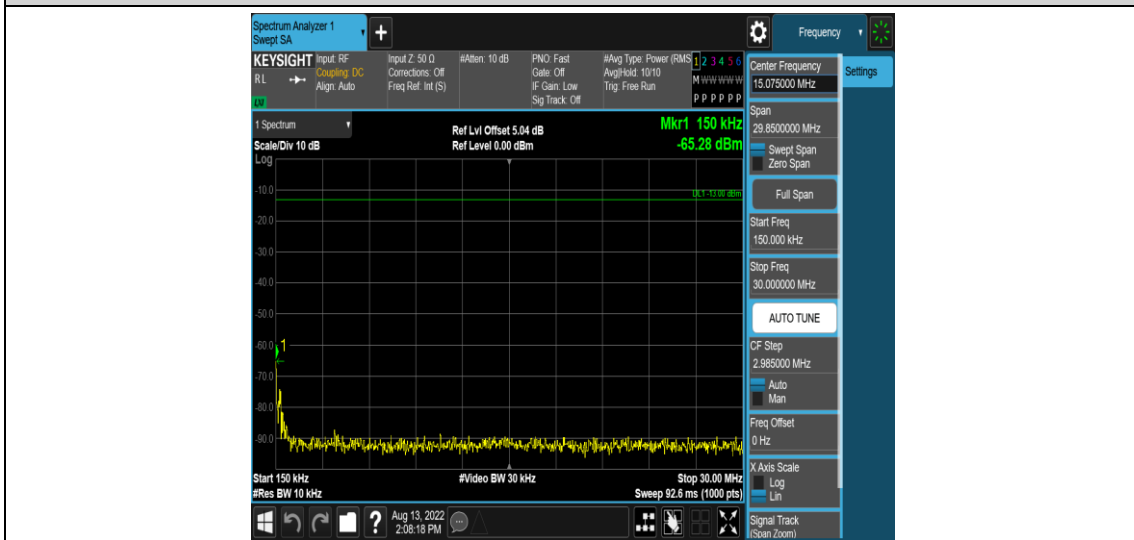 Spectrum Analyzer 1
Swept SA
+
Frequency
KEYSIGHT
RL
LXI
Input: RF
Coupling: DC
Align: Auto
Input Z: 50 Ω
Corrections: Off
Freq Ref: Int (S)
#Atten: 10 dB
PNO: Fast
Gate: Off
IF Gain: Low
Sig Track: Off
#Avg Type: Power (RMS
Avg|Hold: 10/10
Trig: Free Run
1 2 3 4 5 6
M W W W W W
P P P P P P
1 Spectrum
Scale/Div 10 dB
Log
Ref Lvl Offset 5.04 dB
Ref Level 0.00 dBm
Mkr1 150 kHz
-65.28 dBm
DL1 -13.00 dBm
-10.0
-20.0
-30.0
-40.0
-50.0
-60.0
1
-70.0
-80.0
-90.0
Start 150 kHz
#Res BW 10 kHz
#Video BW 30 kHz
Stop 30.00 MHz
Sweep 92.6 ms (1000 pts)
?
Aug 13, 2022
2:08:18 PM
Center Frequency
15.075000 MHz
Settings
Span
29.8500000 MHz
Swept Span
Zero Span
Full Span
Start Freq
150.000 kHz
Stop Freq
30.000000 MHz
AUTO TUNE
CF Step
2.985000 MHz
Auto
Man
Freq Offset
0 Hz
X Axis Scale
Log
Lin
Signal Track
(Span Zoom)